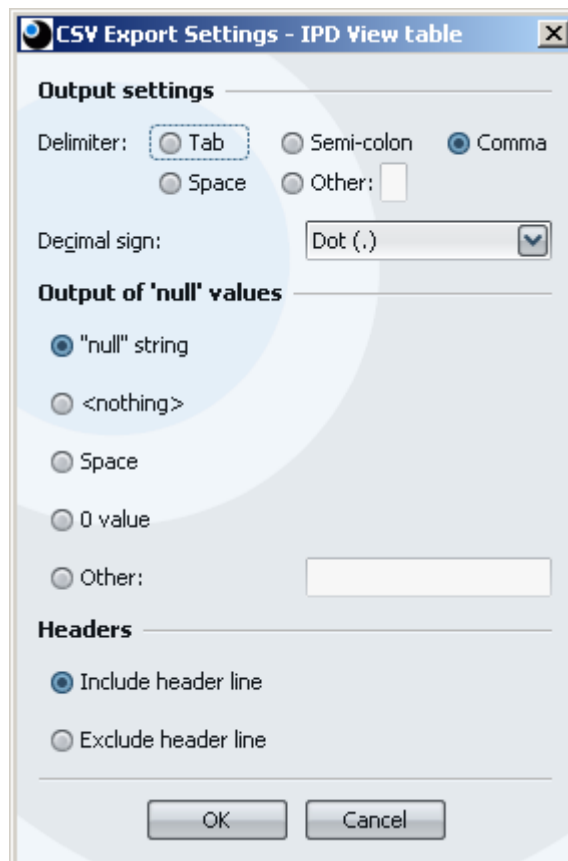 CSV Export Settings - IPD View table
Output settings
Delimiter: Tab Semi-colon Comma
Space Other:
Decimal sign: Dot (.)
Output of 'null' values
"null" string
<nothing>
Space
0 value
Other:
Headers
Include header line
Exclude header line
OK Cancel